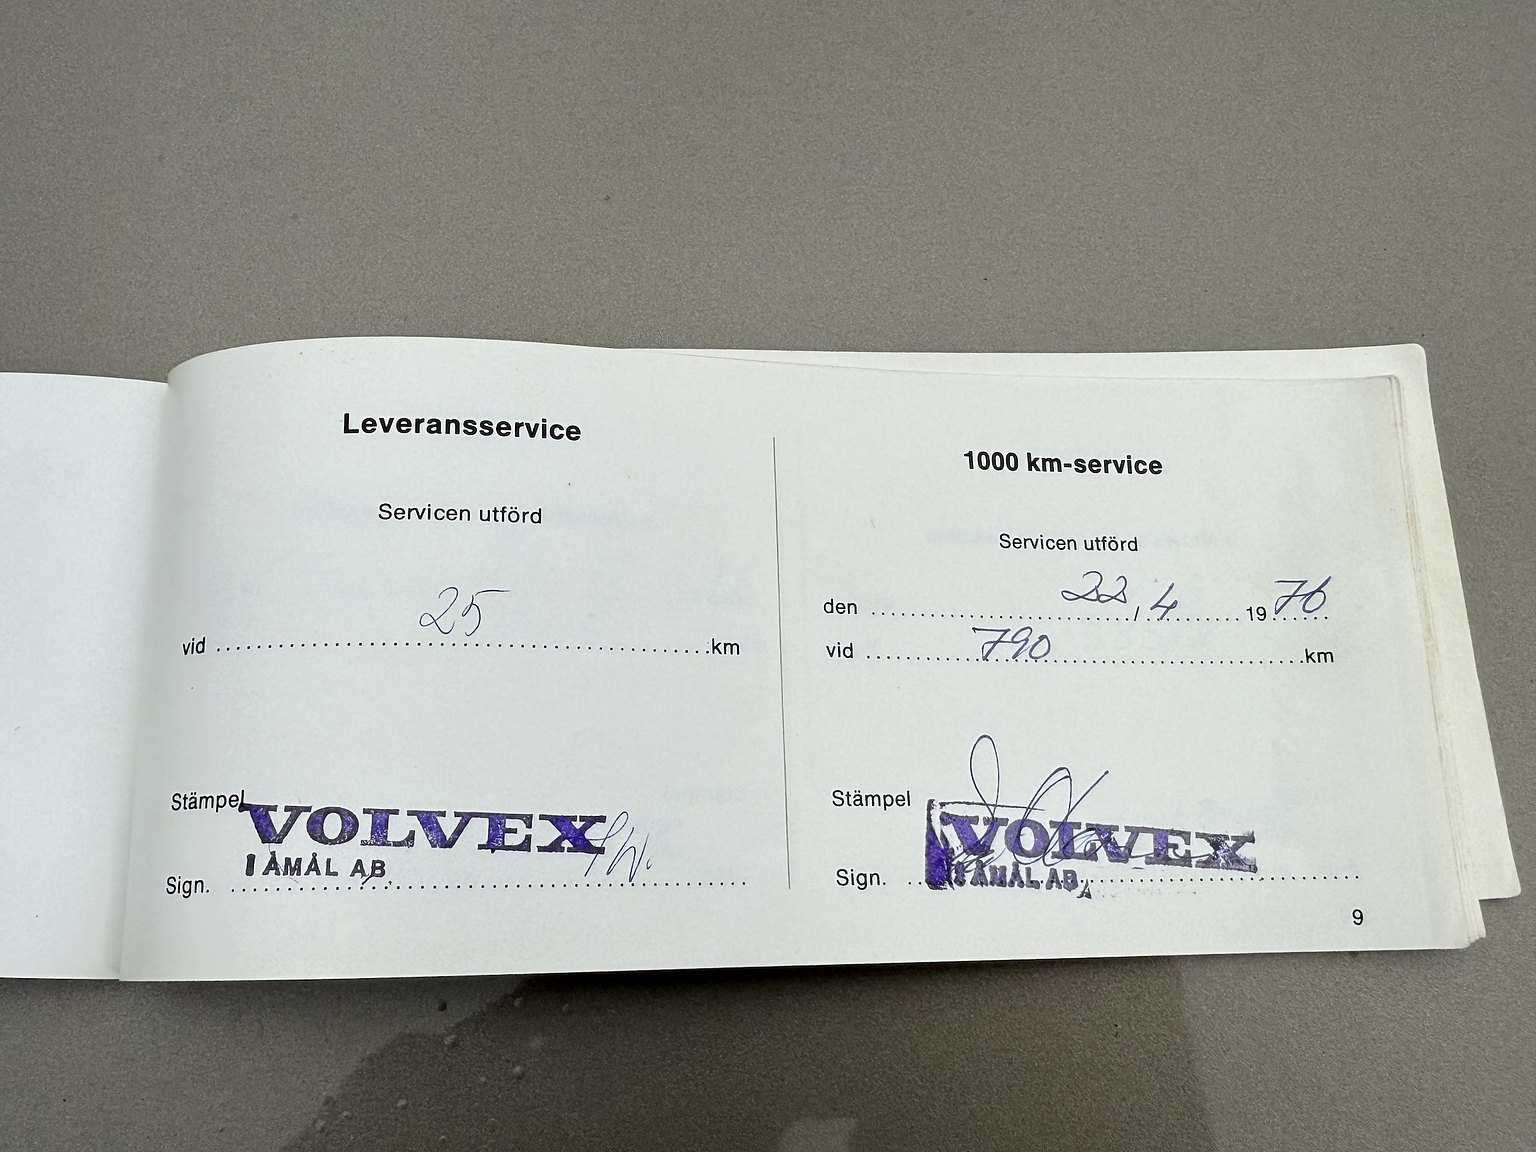 Leveransservice
Servicen utförd
vid 25 km
Stämpel
VOLVEX
I ÅMÅL AB
Sign.
1000 km-service
Servicen utförd
den 22, 4 1976
vid 790 km
Stämpel
VOLVEX
I ÅMÅL AB
Sign.
9